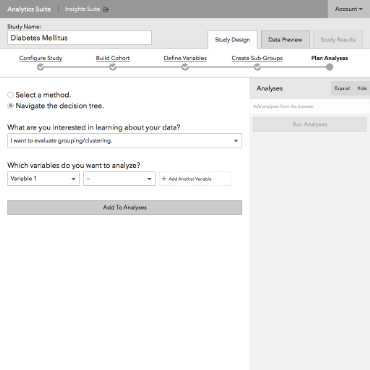 Analytics Suite | Insights Suite Account
Study Name:
Diabetes Mellitus
Study Design Data Preview Study Results
Configure Study Build Cohort Define Variables Create Sub-Groups Plan Analyses
Select a method.
Navigate the decision tree.
Analyses Expand Hide
Add analyses from the browser
Run Analyses
What are you interested in learning about your data?
I want to evaluate grouping/clustering.
Which variables do you want to analyze?
Variable 1 – + Add Another Variable
Add To Analyses